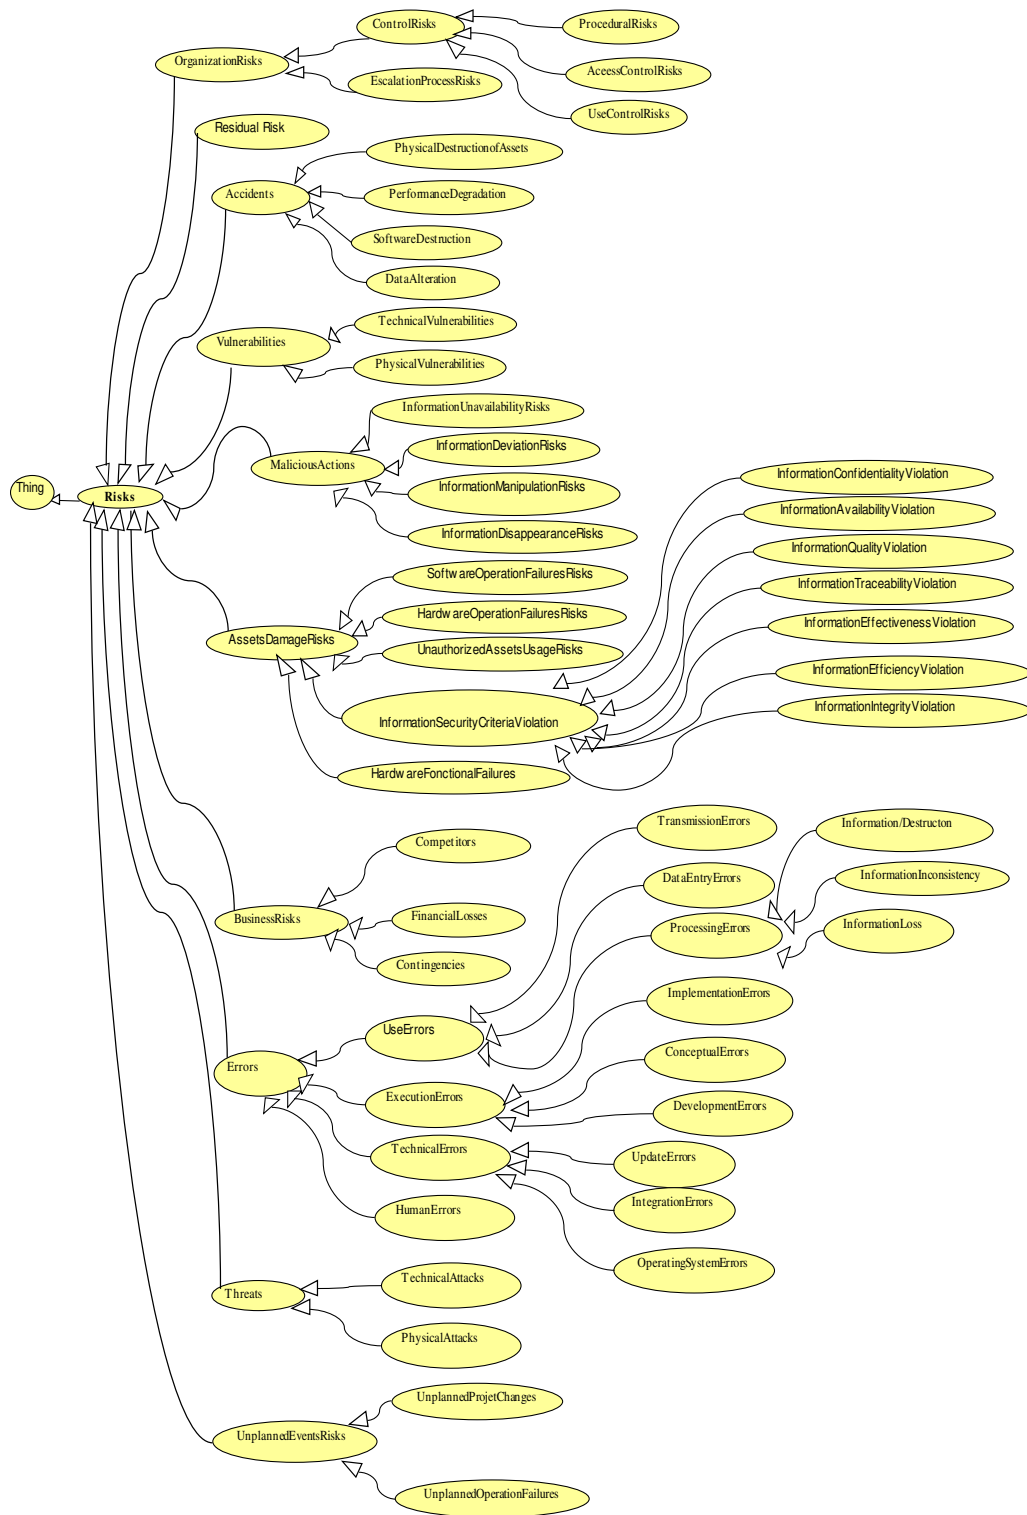 ControlRisks
ProceduralRisks
OrganizationRisks
AceessControlRisks
EscalationProcessRisks
UseControlRisks
Residual Risk
PhysicalDestructionofAssets
Accidents
PerformanceDegradation
SoftwareDestruction
DataAlteration
TechnicalVulnerabilities
Vulnerabilities
PhysicalVulnerabilities
InformationUnavailabilityRisks
InformationDeviationRisks
MaliciousActions
InformationManipulationRisks
InformationDisappearanceRisks
Thing
Risks
InformationConfidentialityViolation
InformationAvailabilityViolation
InformationQualityViolation
InformationTraceabilityViolation
InformationEffectivenessViolation
InformationEfficiencyViolation
InformationIntegrityViolation
SoftwareOperationFailuresRisks
HardwareOperationFailuresRisks
AssetsDamageRisks
UnauthorizedAssetsUsageRisks
InformationSecurityCriteriaViolation
HardwareFonctionalFailures
TransmissionErrors
Information/Destructon
Competitors
DataEntryErrors
InformationInconsistency
BusinessRisks
FinancialLosses
ProcessingErrors
InformationLoss
Contingencies
ImplementationErrors
UseErrors
ConceptualErrors
Errors
ExecutionErrors
DevelopmentErrors
TechnicalErrors
UpdateErrors
IntegrationErrors
HumanErrors
OperatingSystemErrors
TechnicalAttacks
Threats
PhysicalAttacks
UnplannedProjetChanges
UnplannedEventsRisks
UnplannedOperationFailures